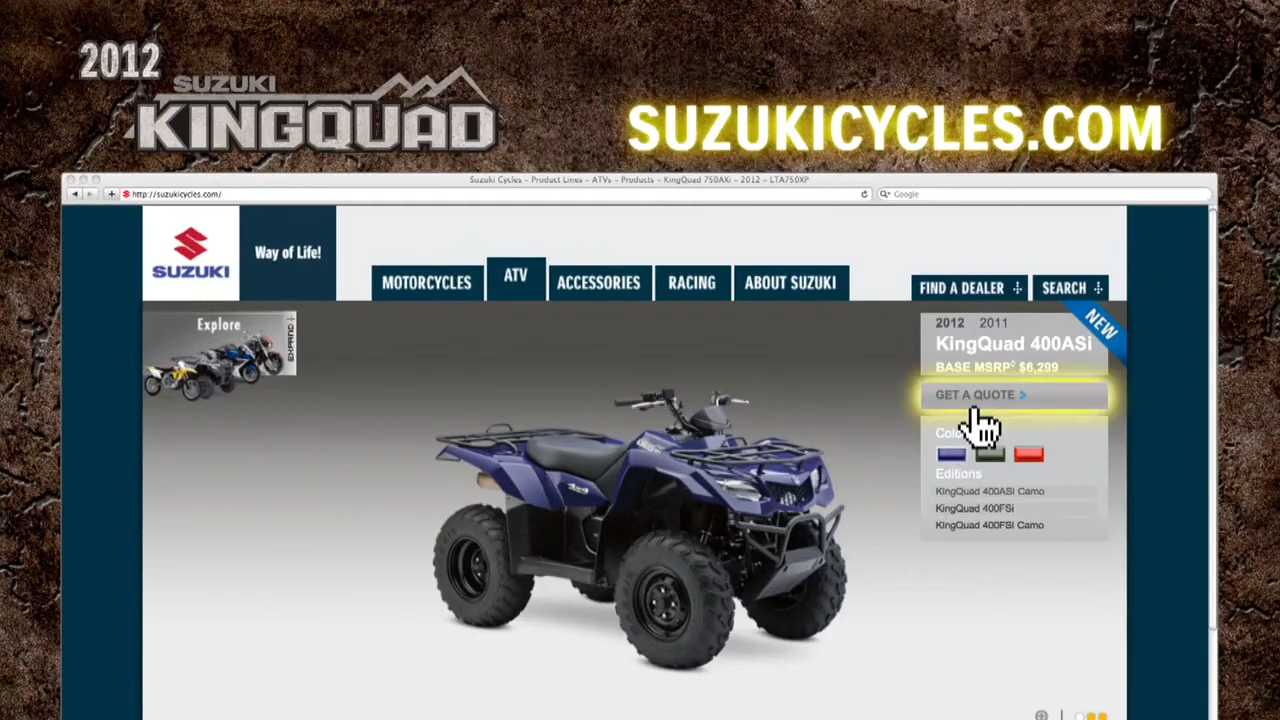 2012
SUZUKI
KINGQUAD
SUZUKICYCLES.COM
Suzuki Cycles - Product Lines - ATVs - Products - KingQuad 750AXi - 2012 - LTA750XP
http://suzukicycles.com/
Google
SUZUKI
Way of Life!
MOTORCYCLES
ATV
ACCESSORIES
RACING
ABOUT SUZUKI
FIND A DEALER
SEARCH
Explore
EXPAND
NEW
2012 2011
KingQuad 400ASi
BASE MSRP◊ $6,299
GET A QUOTE >
Editions
KingQuad 400ASi Camo
KingQuad 400FSi
KingQuad 400FSi Camo